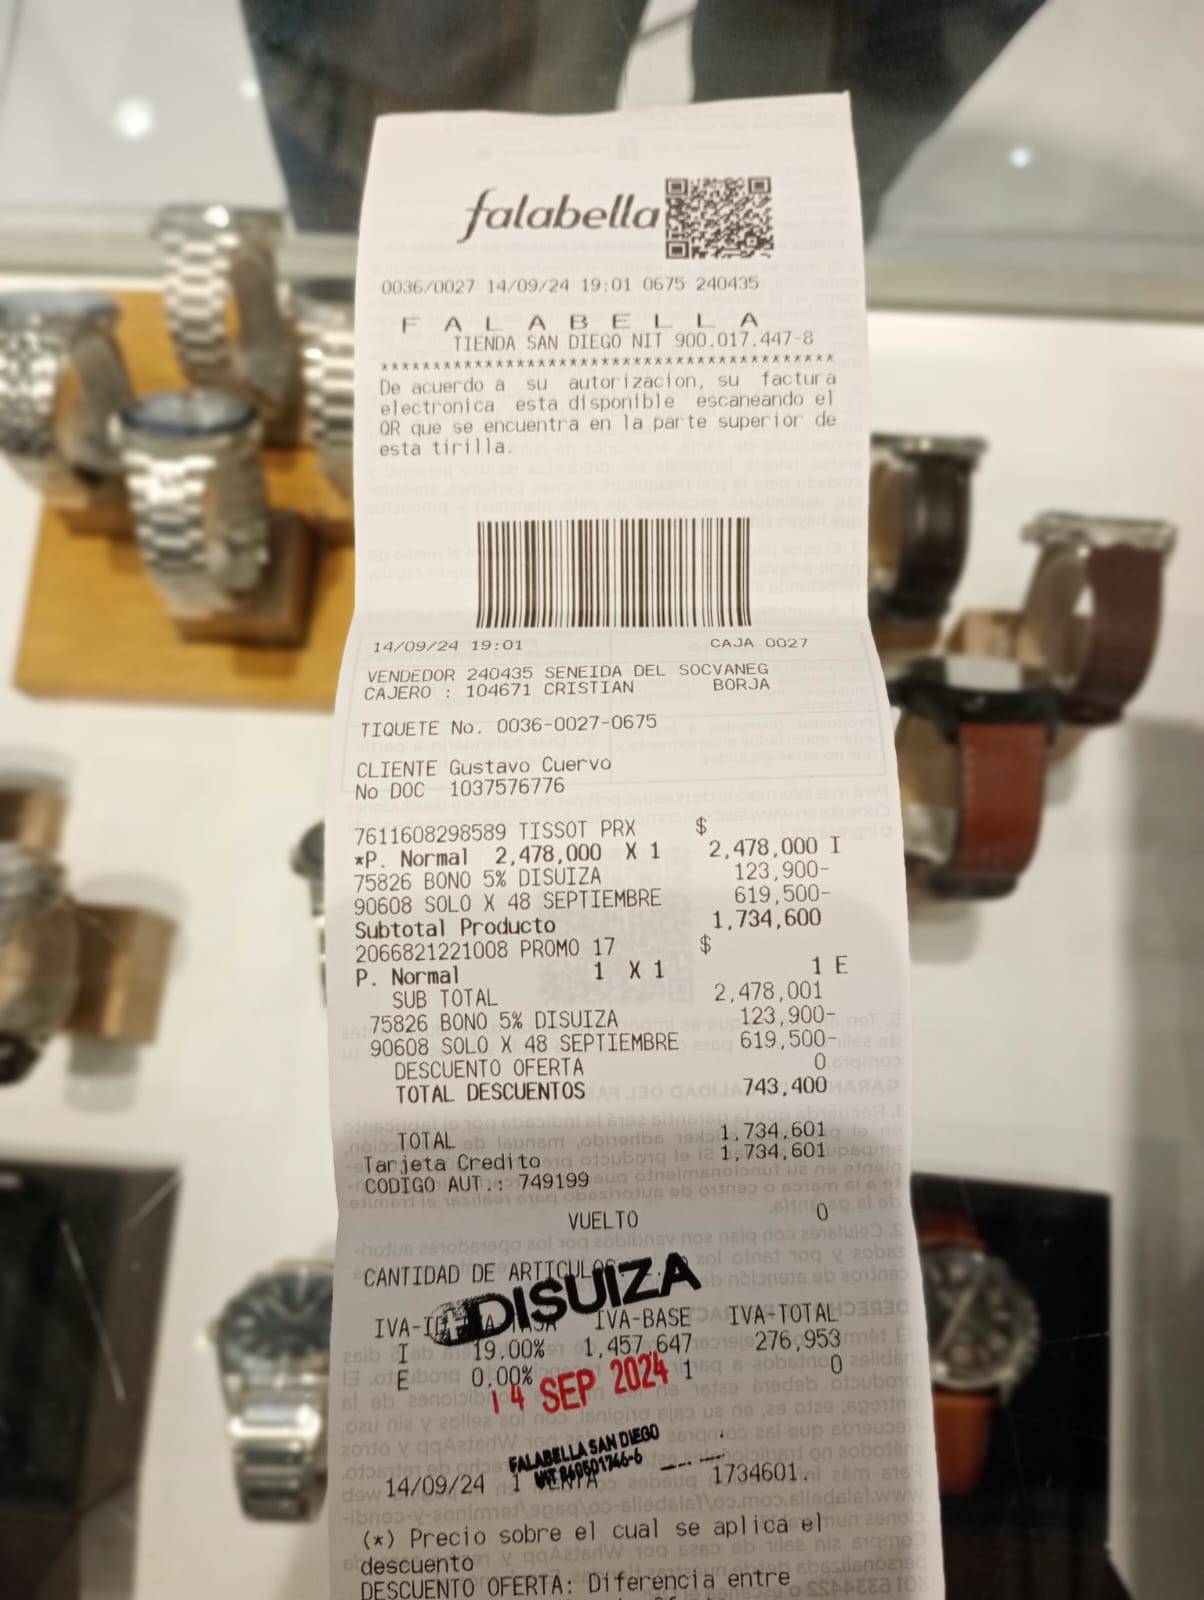 falabella
0036/0027 14/09/24 19:01 0675 240435
F A L A B E L L A
TIENDA SAN DIEGO NIT 900.017.447-8
******************************************
De acuerdo a su autorizacion, su factura
electronica esta disponible escaneando el
QR que se encuentra en la parte superior de
esta tirilla.
14/09/24 19:01 CAJA 0027
VENDEDOR 240435 SENEIDA DEL SOCVANEG
CAJERO : 104671 CRISTIAN BORJA
TIQUETE No. 0036-0027-0675
CLIENTE Gustavo Cuervo
No DOC 1037576776
7611608298589 TISSOT PRX $
*P. Normal 2,478,000 X 1 2,478,000 I
75826 BONO 5% DISUIZA 123,900-
90608 SOLO X 48 SEPTIEMBRE 619,500-
Subtotal Producto 1,734,600
2066821221008 PROMO 17 $
P. Normal 1 X 1 1 E
SUB TOTAL 2,478,001
75826 BONO 5% DISUIZA 123,900-
90608 SOLO X 48 SEPTIEMBRE 619,500-
DESCUENTO OFERTA 0
TOTAL DESCUENTOS 743,400
TOTAL 1,734,601
Tarjeta Credito 1,734,601
CODIGO AUT.: 749199
VUELTO 0
CANTIDAD DE ARTICULOS
DISUIZA
IVA-BASE IVA-TOTAL
I 19.00% 1,457,647 276,953
E 0.00% 1 0
14 SEP 2024
FALABELLA SAN DIEGO
14/09/24 1 VENTA 1734601.
(*) Precio sobre el cual se aplica el
descuento
DESCUENTO OFERTA: Diferencia entre